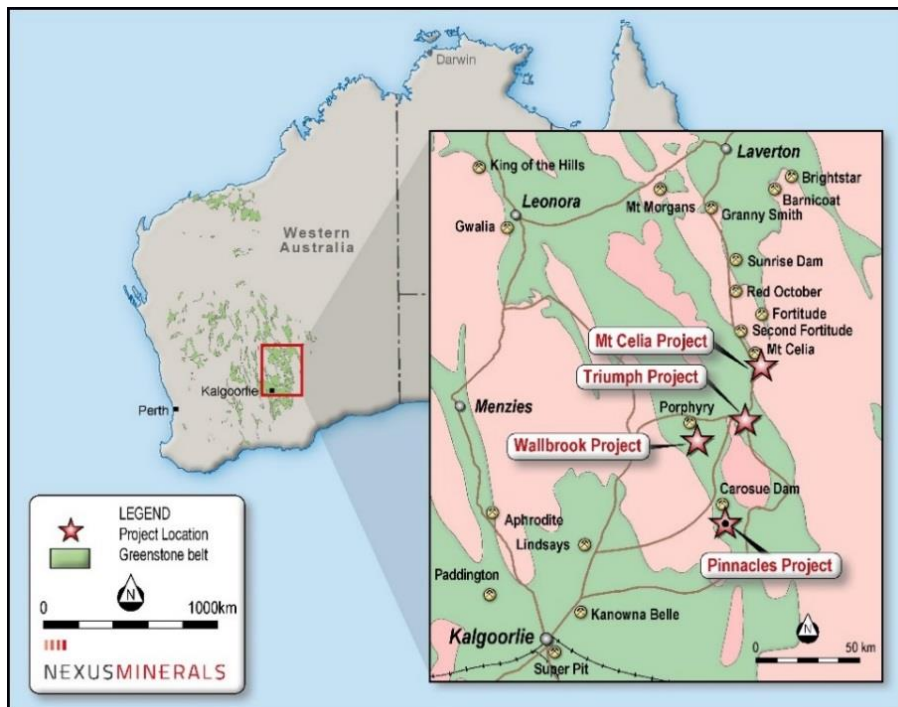 Darwin
Western
Australia
Kalgoorlie
Perth
LEGEND
Project Location
Greenstone belt
N
0 1000km
NEXUSMINERALS
Laverton
King of the Hills
Brightstar
Barnicoat
Mt Morgans
Leonora
Granny Smith
Gwalia
Sunrise Dam
Red October
Fortitude
Second Fortitude
Mt Celia Project
Mt Celia
Triumph Project
Menzies
Porphyry
Wallbrook Project
Carosue Dam
Aphrodite
Lindsays
Pinnacles Project
Paddington
Kanowna Belle
Kalgoorlie
Super Pit
N
0 50 km